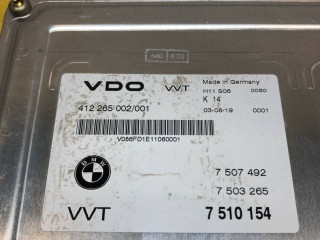 VDO VVT Made in Germany
412 265 002/001 H11 S06 0050
K 14
03-08-19 0001
V056FD1E11060001
BMW
7 507 492
7 503 265
VVT 7 510 154